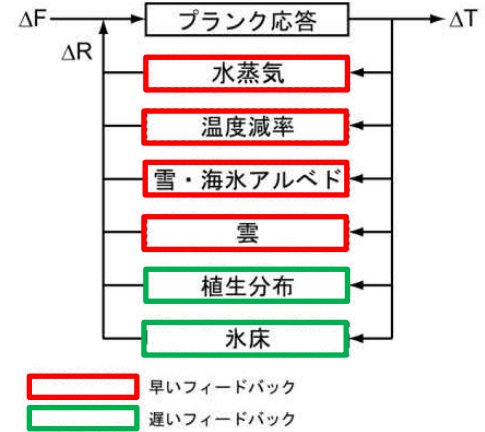 ΔF プランク応答 ΔT
ΔR
水蒸気
温度減率
雪・海氷アルベド
雲
植生分布
氷床
早いフィードバック
遅いフィードバック